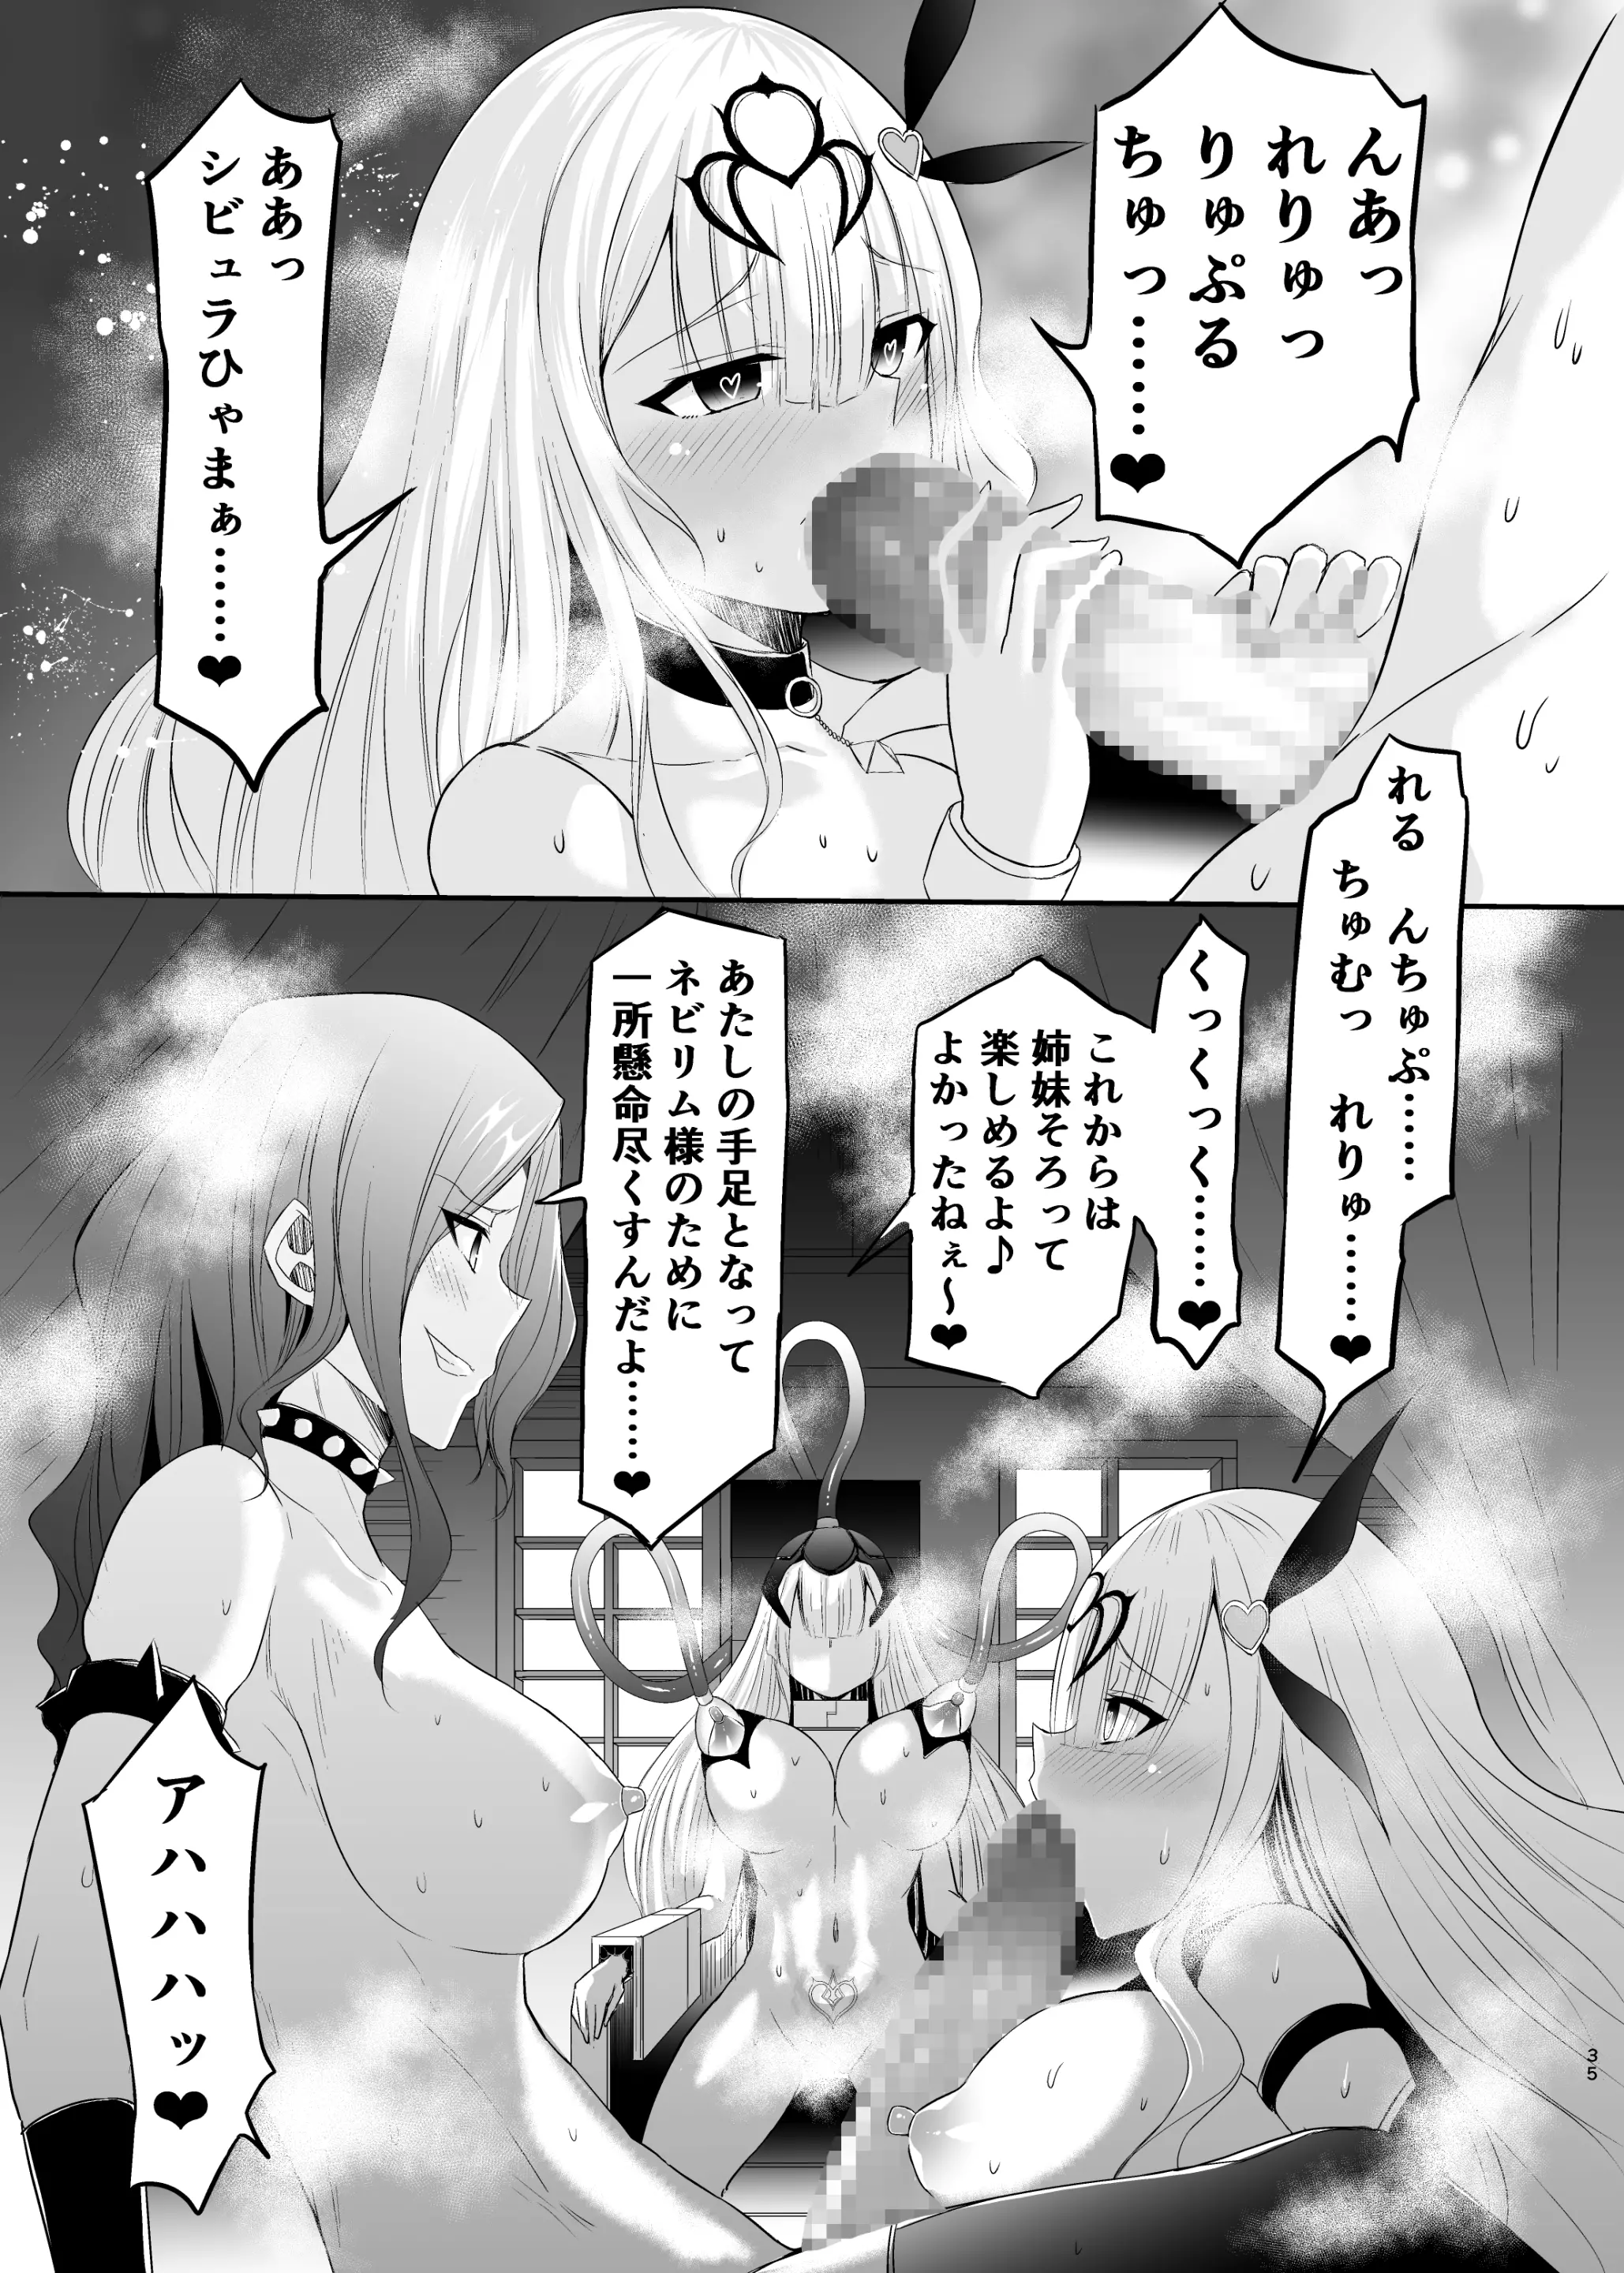 んあっ
れりゅっ
りゅぷる
ちゅっ………❤
ああっ
シビュラひゃまぁ……❤
れる　んちゅぷ……
ちゅむっ　れりゅ……❤
くっくっく……❤
これからは
姉妹そろって
楽しめるよ♪
よかったねぇ～❤
あたしの手足となって
ネビリム様のために
一所懸命尽くすんだよ……❤
アハハハハッ❤
35